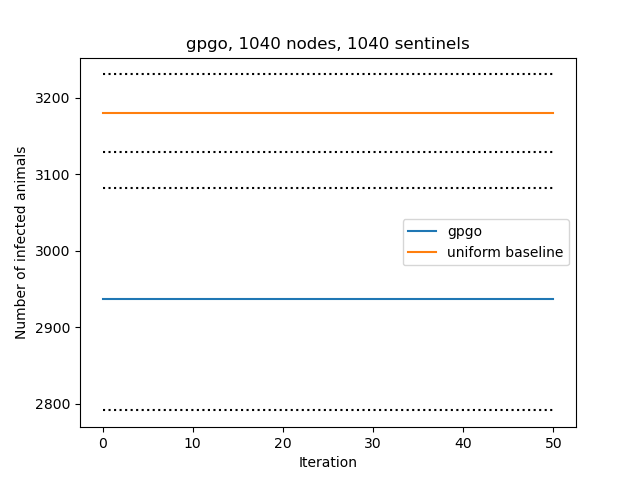 gpgo, 1040 nodes, 1040 sentinels
Number of infected animals
3200
3100
3000
2900
2800
gpgo
uniform baseline
0
10
20
30
40
50
Iteration